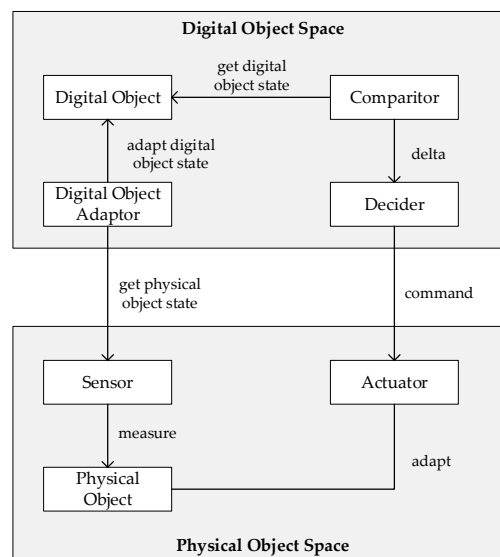 Digital Object Space
get digital
object state
Digital Object
Comparitor
adapt digital
object state
delta
Digital Object
Adaptor
Decider
get physical
object state
command
Sensor
Actuator
measure
adapt
Physical
Object
Physical Object Space